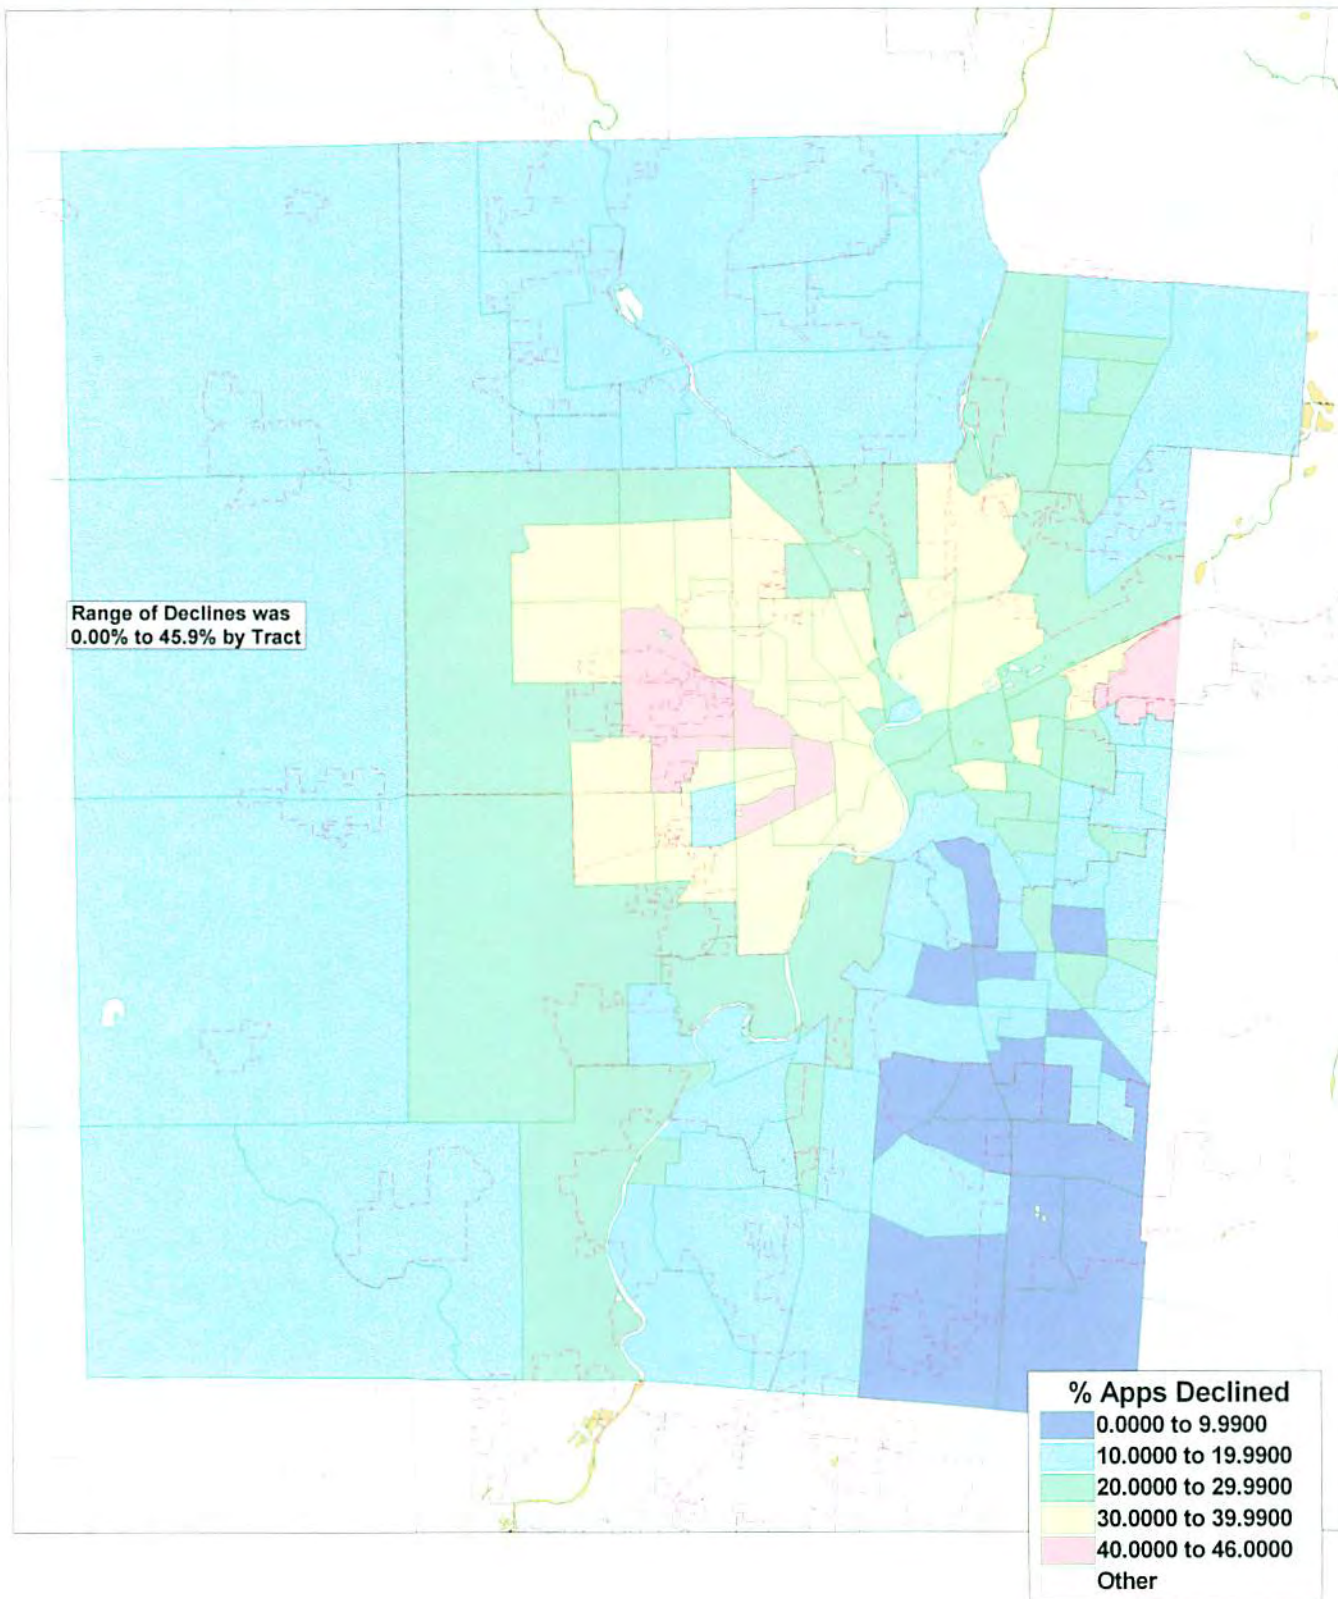 Range of Declines was
0.00% to 45.9% by Tract
% Apps Declined
0.0000 to 9.9900
10.0000 to 19.9900
20.0000 to 29.9900
30.0000 to 39.9900
40.0000 to 46.0000
Other